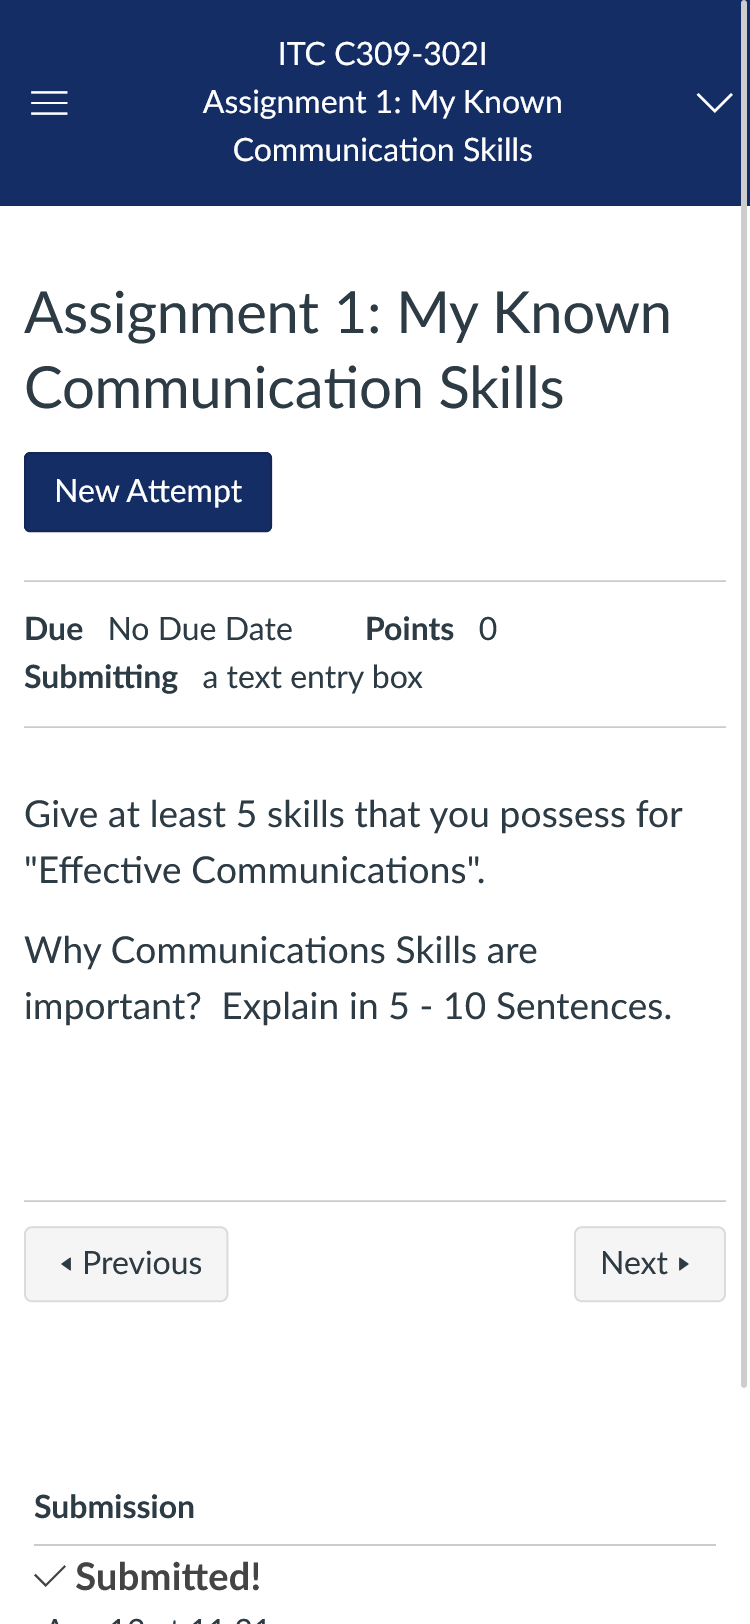 ITC C309-302I
Assignment 1: My Known
Communication Skills
Assignment 1: My Known
Communication Skills
New Attempt
Due No Due Date Points 0
Submitting a text entry box
Give at least 5 skills that you possess for
"Effective Communications".
Why Communications Skills are
important?  Explain in 5 - 10 Sentences.
Previous
Next
Submission
Submitted!